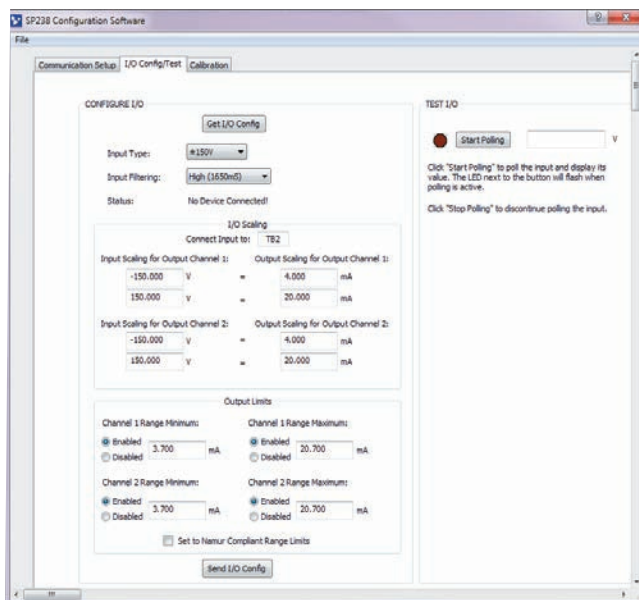 SP238 Configuration Software
File
Communication Setup I/O Config/Test Calibration
CONFIGURE I/O
Get I/O Config
Input Type: ±150V
Input Filtering: High (1650mS)
Status: No Device Connected!
I/O Scaling
Connect Input to: TB2
Input Scaling for Output Channel 1: Output Scaling for Output Channel 1:
-150.000 V = 4.000 mA
150.000 V = 20.000 mA
Input Scaling for Output Channel 2: Output Scaling for Output Channel 2:
-150.000 V = 4.000 mA
150.000 V = 20.000 mA
Output Limits
Channel 1 Range Minimum: Channel 1 Range Maximum:
Enabled 3.700 mA Enabled 20.700 mA
Disabled Disabled
Channel 2 Range Minimum: Channel 2 Range Maximum:
Enabled 3.700 mA Enabled 20.700 mA
Disabled Disabled
Set to Namur Compliant Range Limits
Send I/O Config
TEST I/O
Start Polling V
Click "Start Polling" to poll the input and display its
value. The LED next to the button will flash when
polling is active.
Click "Stop Polling" to discontinue polling the input.